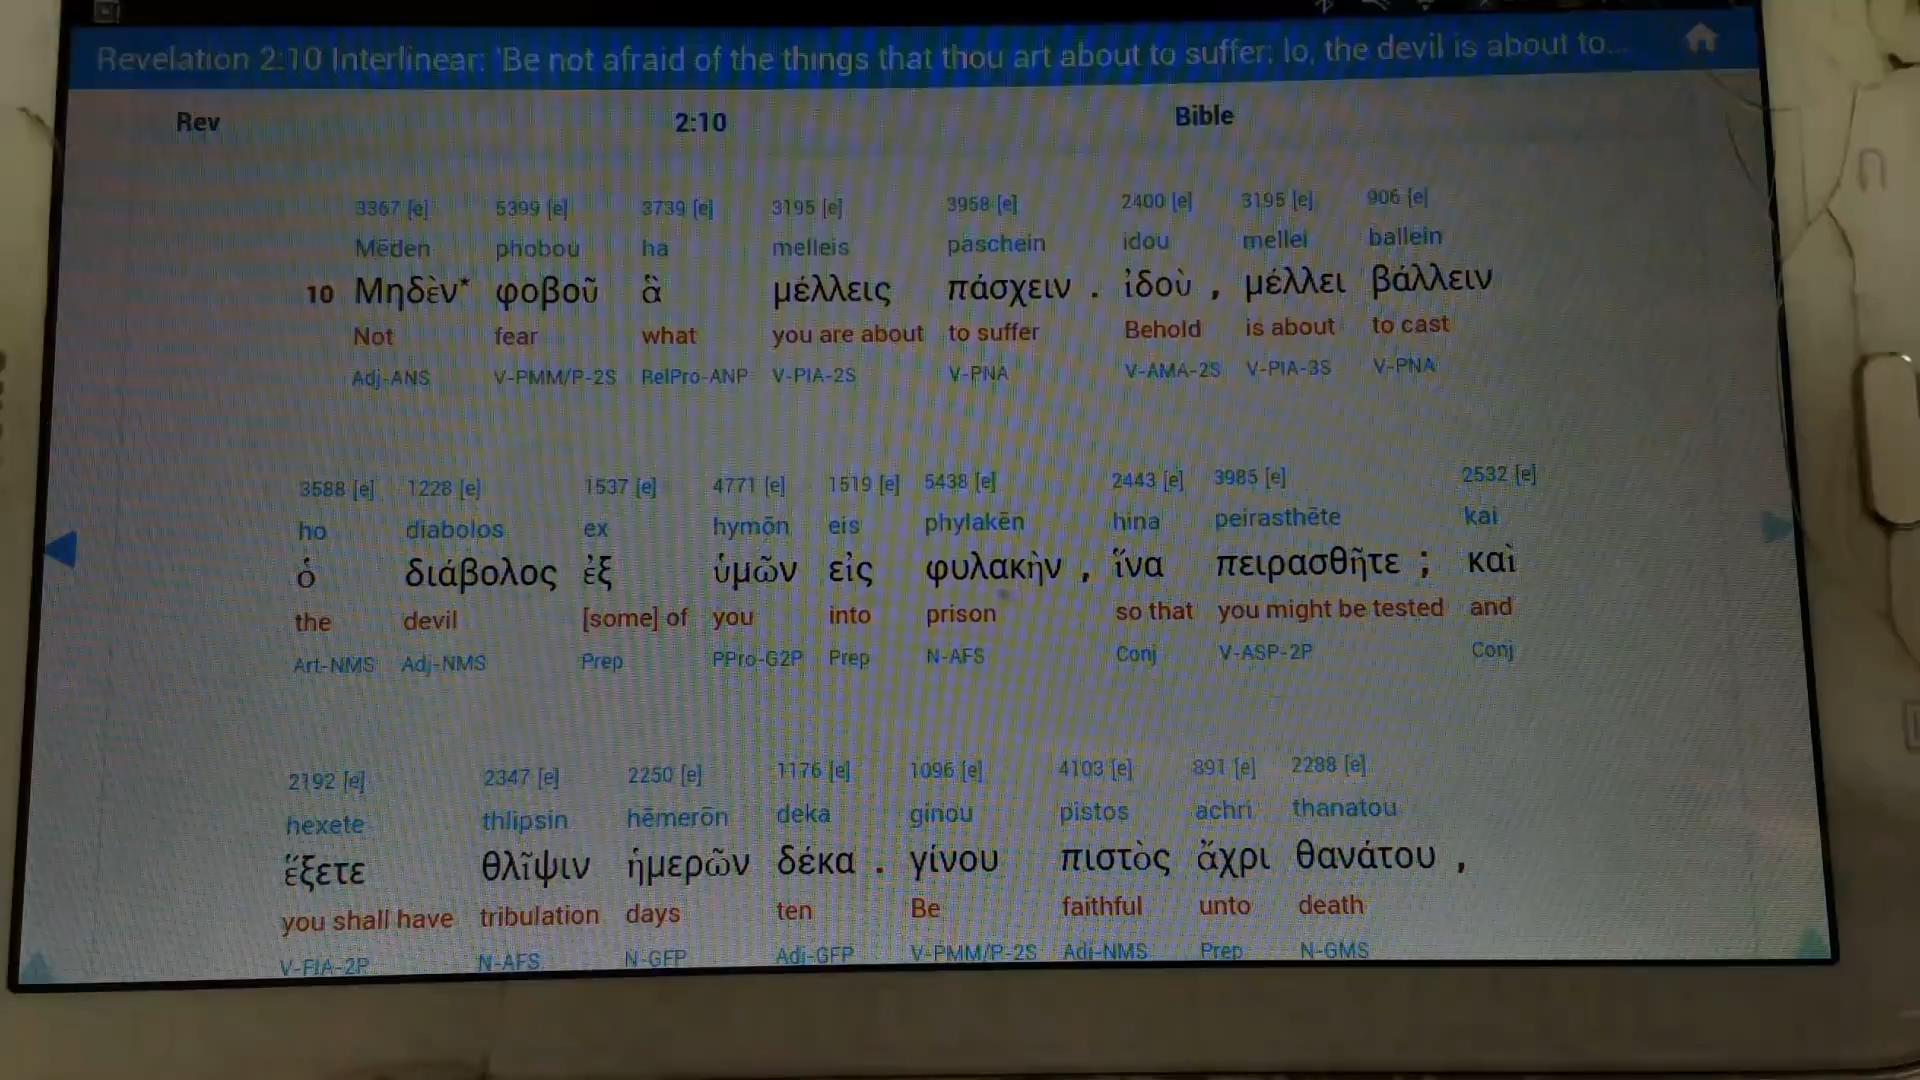 Revelation 2:10 Interlinear: 'Be not afraid of the things that thou art about to suffer; lo, the devil is about to...
Rev 2:10 Bible
3367 [e] 5399 [e] 3739 [e] 3195 [e] 3958 [e] 2400 [e] 3195 [e] 906 [e]
Mēden phobou ha melleis paschein idou mellei ballein
10 Μηδὲν* φοβοῦ ἃ μέλλεις πάσχειν . ἰδοὺ , μέλλει βάλλειν
Not fear what you are about to suffer Behold is about to cast
Adj-ANS V-PMM/P-2S RelPro-ANP V-PIA-2S V-PNA V-AMA-2S V-PIA-3S V-PNA
3588 [e] 1228 [e] 1537 [e] 4771 [e] 1519 [e] 5438 [e] 2443 [e] 3985 [e] 2532 [e]
ho diabolos ex hymōn eis phylakēn hina peirasthēte kai
ὁ διάβολος ἐξ ὑμῶν εἰς φυλακὴν , ἵνα πειρασθῆτε ; καὶ
the devil [some] of you into prison so that you might be tested and
Art-NMS Adj-NMS Prep PPro-G2P Prep N-AFS Conj V-ASP-2P Conj
2192 [e] 2347 [e] 2250 [e] 1176 [e] 1096 [e] 4103 [e] 891 [e] 2288 [e]
hexete thlipsin hēmerōn deka ginou pistos achri thanatou
ἕξετε θλῖψιν ἡμερῶν δέκα . γίνου πιστὸς ἄχρι θανάτου ,
you shall have tribulation days ten Be faithful unto death
V-FIA-2P N-AFS N-GFP Adj-GFP V-PMM/P-2S Adj-NMS Prep N-GMS